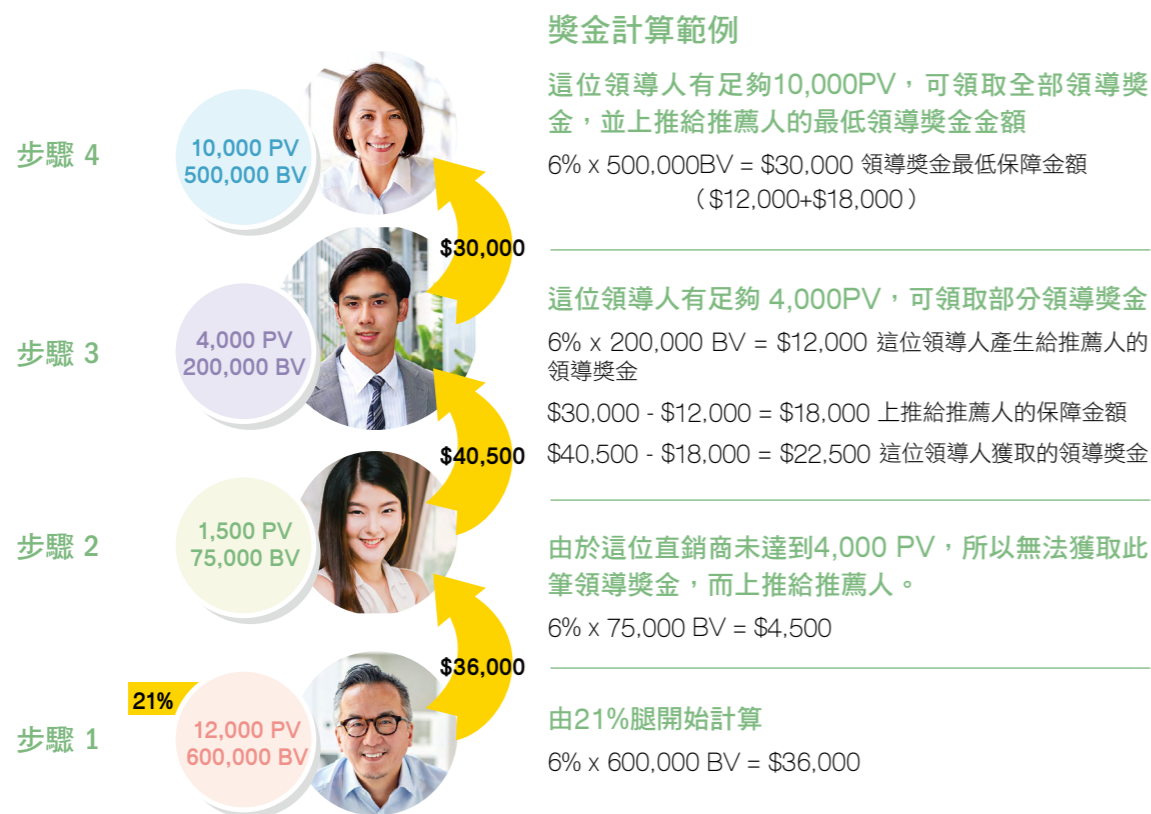 獎金計算範例
這位領導人有足夠10,000PV,可領取全部領導獎
金,並上推給推薦人的最低領導獎金金額
6% x 500,000BV = $30,000 領導獎金最低保障金額
($12,000+$18,000)
步驟 4
10,000 PV
500,000 BV
$30,000
這位領導人有足夠 4,000PV,可領取部分領導獎金
6% x 200,000 BV = $12,000 這位領導人產生給推薦人的
領導獎金
$30,000 - $12,000 = $18,000 上推給推薦人的保障金額
$40,500 - $18,000 = $22,500 這位領導人獲取的領導獎金
步驟 3
4,000 PV
200,000 BV
$40,500
由於這位直銷商未達到4,000 PV,所以無法獲取此
筆領導獎金,而上推給推薦人。
6% x 75,000 BV = $4,500
步驟 2
1,500 PV
75,000 BV
$36,000
由21%腿開始計算
6% x 600,000 BV = $36,000
步驟 1
21%
12,000 PV
600,000 BV